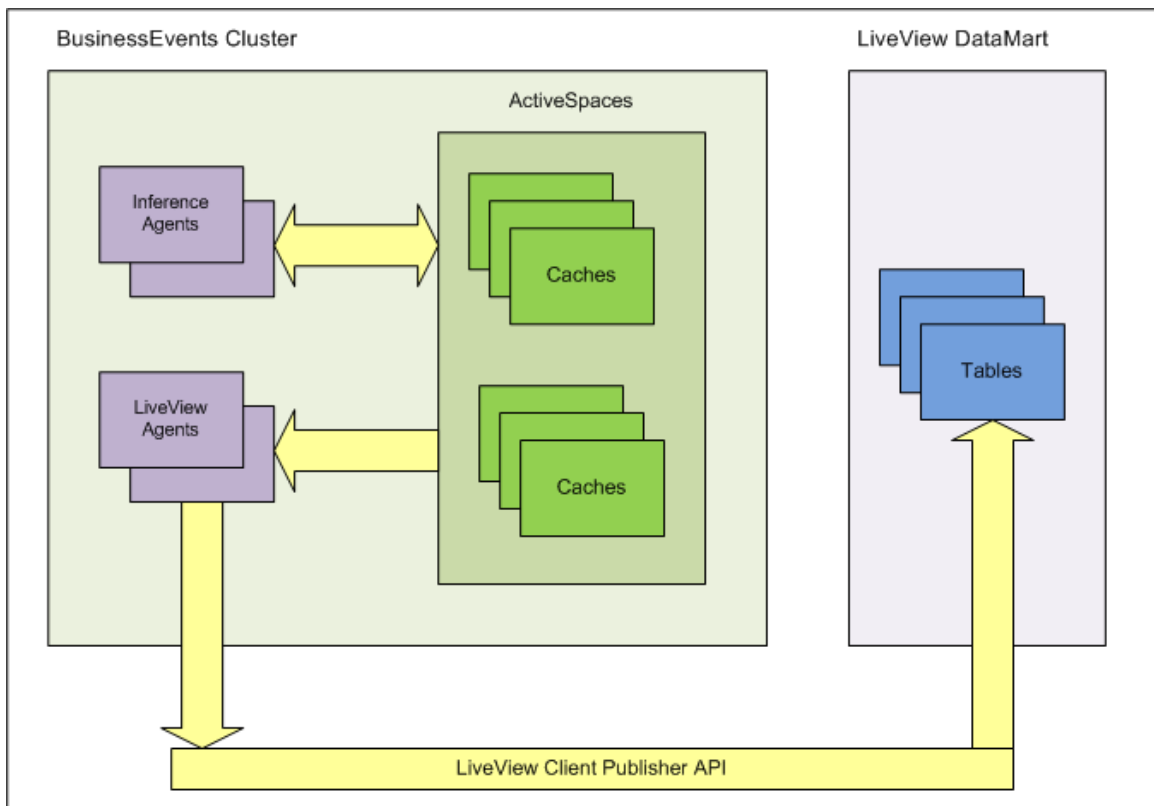 BusinessEvents Cluster
LiveView DataMart
ActiveSpaces
Inference
Agents
Caches
LiveView
Agents
Caches
Tables
LiveView Client Publisher API